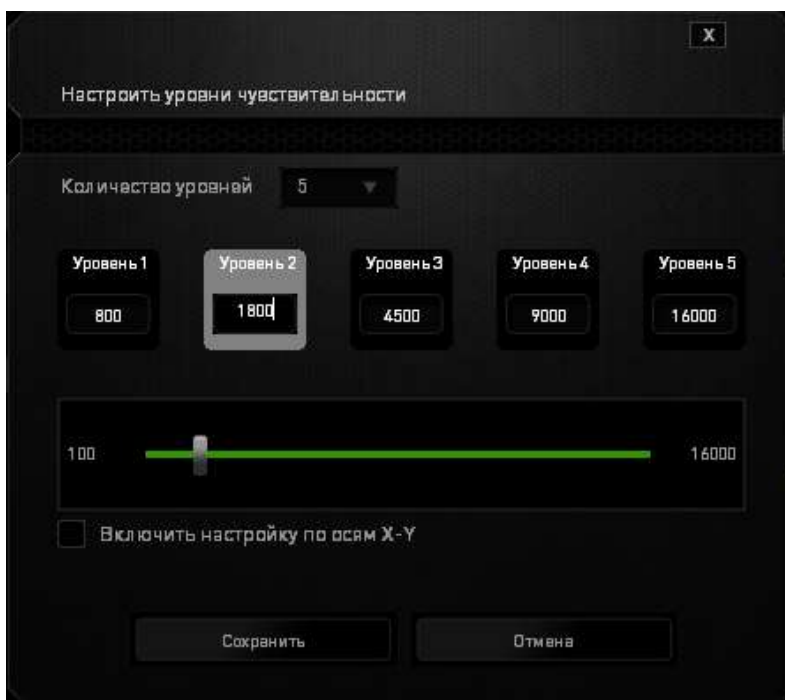 X
Настроить уровни чувствительности
Количество уровней 5
Уровень 1 Уровень 2 Уровень 3 Уровень 4 Уровень 5
800 1800 4500 9000 16000
100 16000
Включить настройку по осям X-Y
Сохранить Отмена